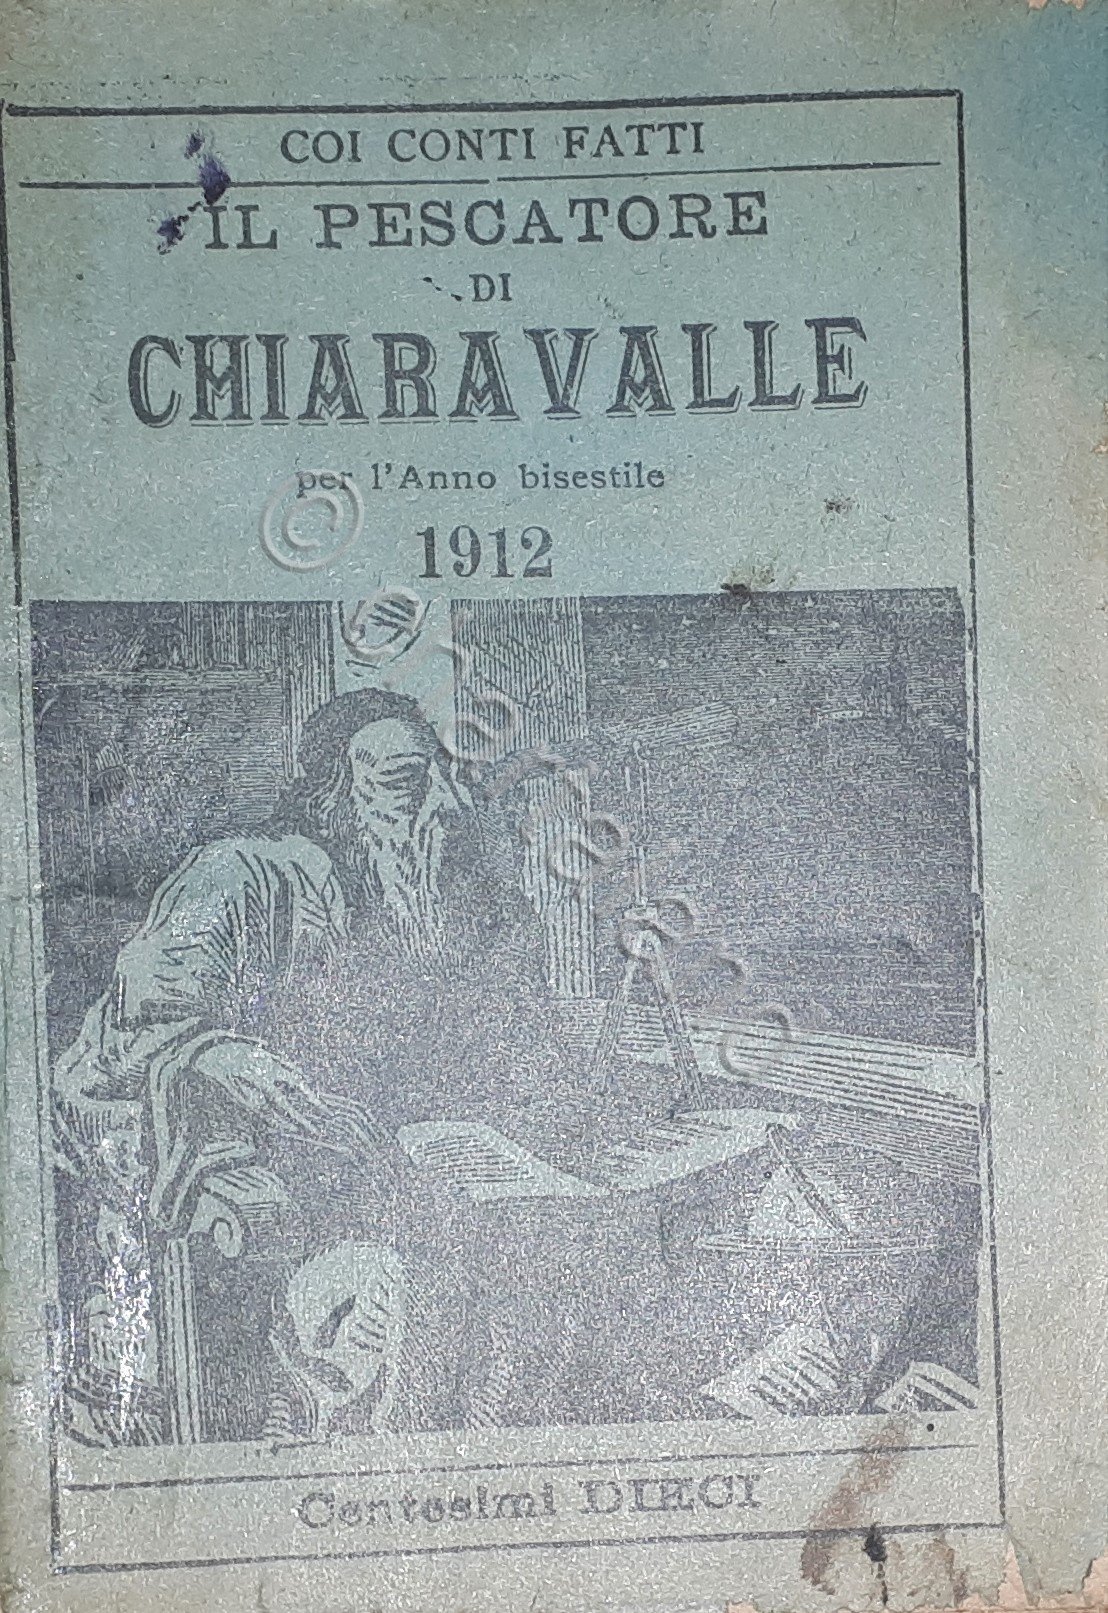 COI CONTI FATTI
IL PESCATORE
DI
CHIARAVALLE
per l'Anno bisestile
1912
Centesimi DIECI
©